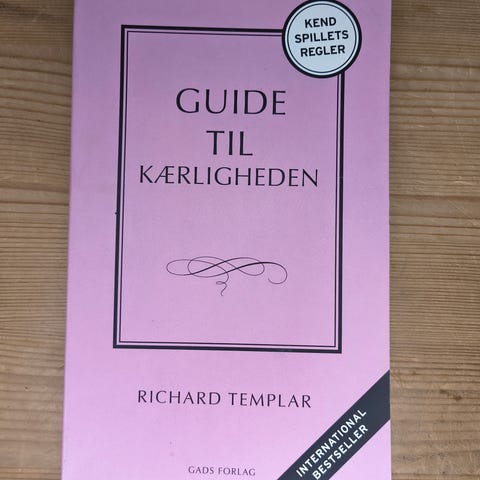 KEND
SPILLETS
REGLER
GUIDE
TIL
KÆRLIGHEDEN
RICHARD TEMPLAR
GADS FORLAG
INTERNATIONAL
BESTSELLER